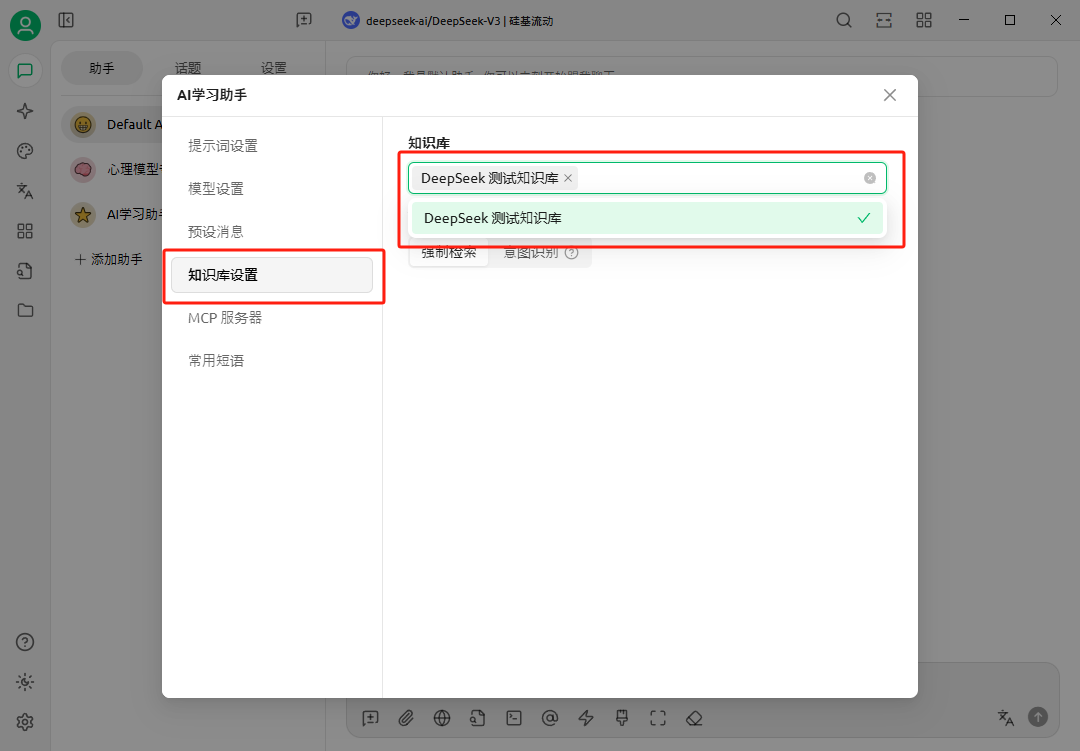 deepseek-ai/DeepSeek-V3 | 硅基流动
助手
话题
设置
Default A
心理模型
AI学习助
添加助手
AI学习助手
提示词设置
模型设置
预设消息
知识库设置
MCP 服务器
常用短语
知识库
DeepSeek 测试知识库
DeepSeek 测试知识库
强制检索
意图识别